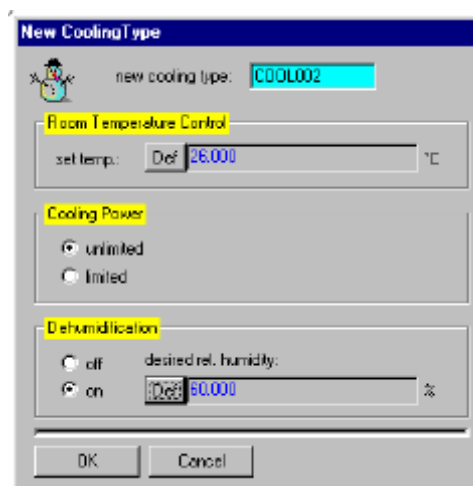 New CoolingType
new cooling type: COOL002
Room Temperature Control
set temp.: Def 26.000 °C
Cooling Power
unlimited
limited
Dehumidification
off desired rel. humidity:
on Def 60.000 %
OK Cancel